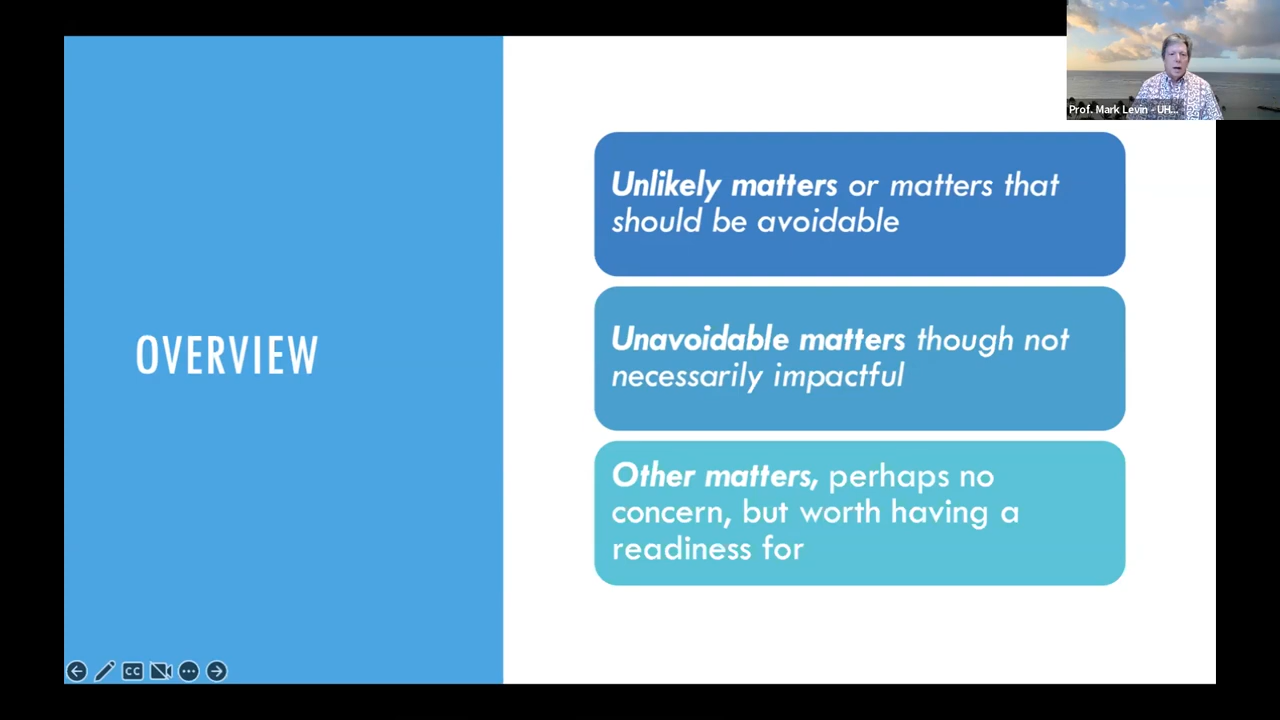 Prof. Mark Levin - UH...
OVERVIEW
Unlikely matters or matters that
should be avoidable
Unavoidable matters though not
necessarily impactful
Other matters, perhaps no
concern, but worth having a
readiness for
CC